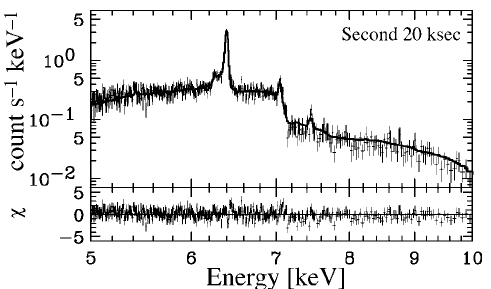 Second 20 ksec
count s⁻¹ keV⁻¹
5
10⁰
5
10⁻¹
5
10⁻²
χ
5
0
−5
5 6 7 8 9 10
Energy [keV]